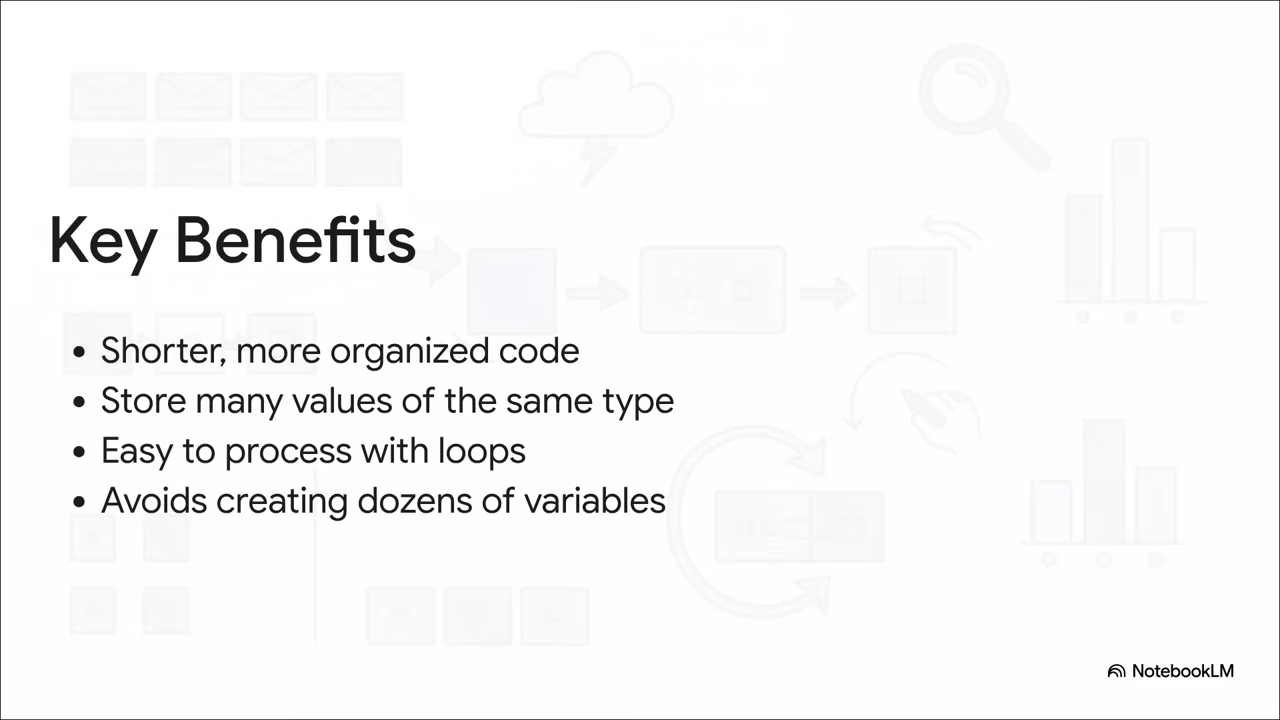 Key Benefits
• Shorter, more organized code
• Store many values of the same type
• Easy to process with loops
• Avoids creating dozens of variables
NotebookLM